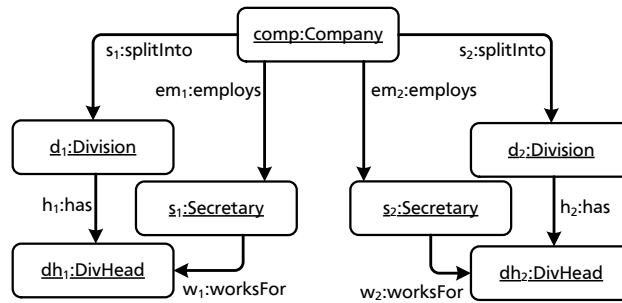 comp:Company
s₁:splitInto
s₂:splitInto
em₁:employs
em₂:employs
d₁:Division
d₂:Division
h₁:has
s₁:Secretary
s₂:Secretary
h₂:has
dh₁:DivHead
dh₂:DivHead
w₁:worksFor
w₂:worksFor